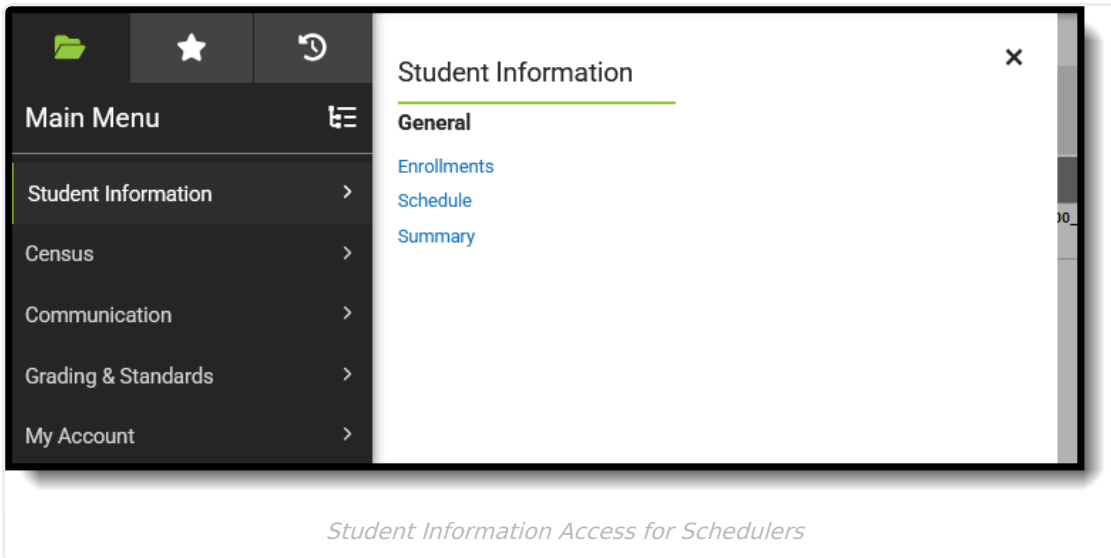 Main Menu
Student Information
Census
Communication
Grading & Standards
My Account
Student Information
General
Enrollments
Schedule
Summary
00_
Student Information Access for Schedulers